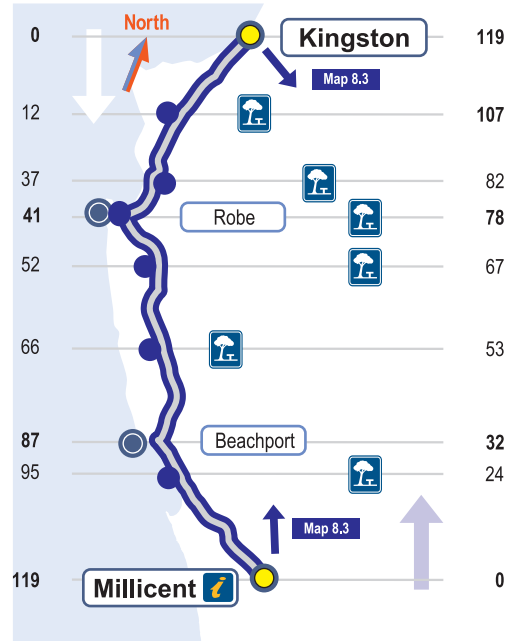 North
0 Kingston 119
Map 8.3
12 107
37 82
41 Robe 78
52 67
66 53
87 Beachport 32
95 24
Map 8.3
119 Millicent i 0